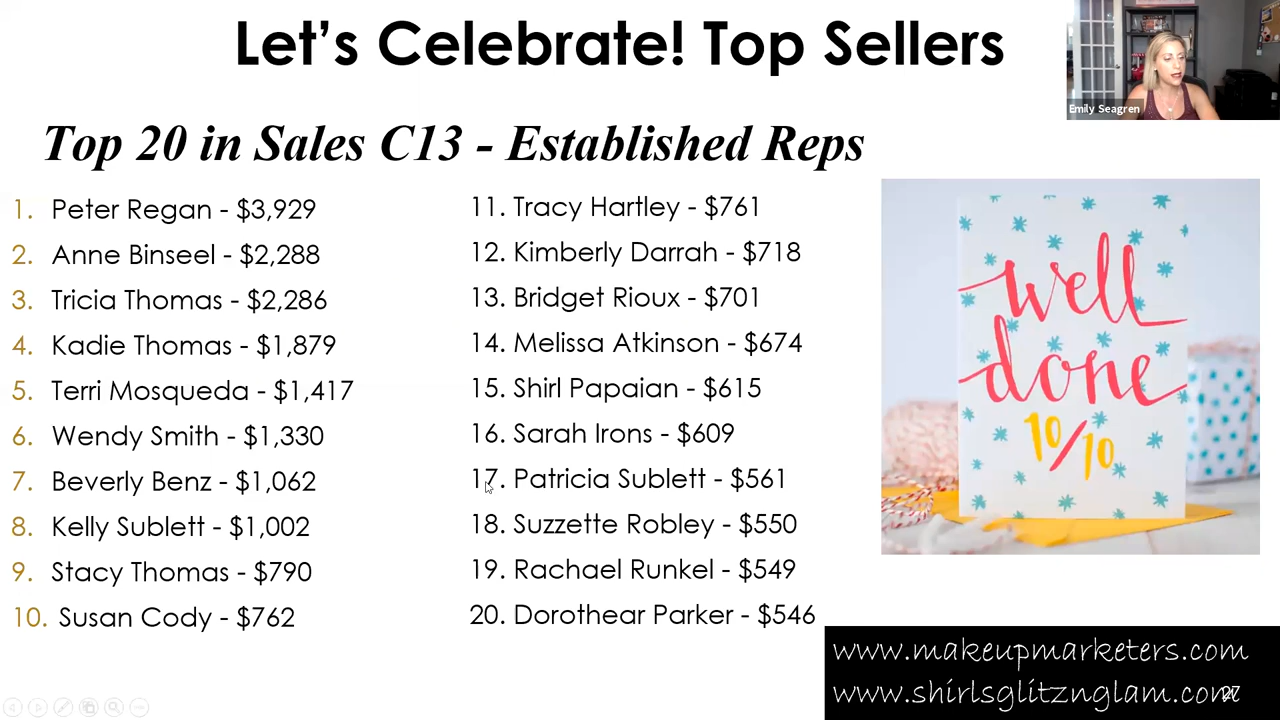 Let's Celebrate! Top Sellers
Emily Seagren
Top 20 in Sales C13 - Established Reps
1. Peter Regan - $3,929
2. Anne Binseel - $2,288
3. Tricia Thomas - $2,286
4. Kadie Thomas - $1,879
5. Terri Mosqueda - $1,417
6. Wendy Smith - $1,330
7. Beverly Benz - $1,062
8. Kelly Sublett - $1,002
9. Stacy Thomas - $790
10. Susan Cody - $762
11. Tracy Hartley - $761
12. Kimberly Darrah - $718
13. Bridget Rioux - $701
14. Melissa Atkinson - $674
15. Shirl Papaian - $615
16. Sarah Irons - $609
17. Patricia Sublett - $561
18. Suzzette Robley - $550
19. Rachael Runkel - $549
20. Dorothear Parker - $546
well
done
10/10
www.makeupmarketers.com
www.shirlsglitznglam.com
27